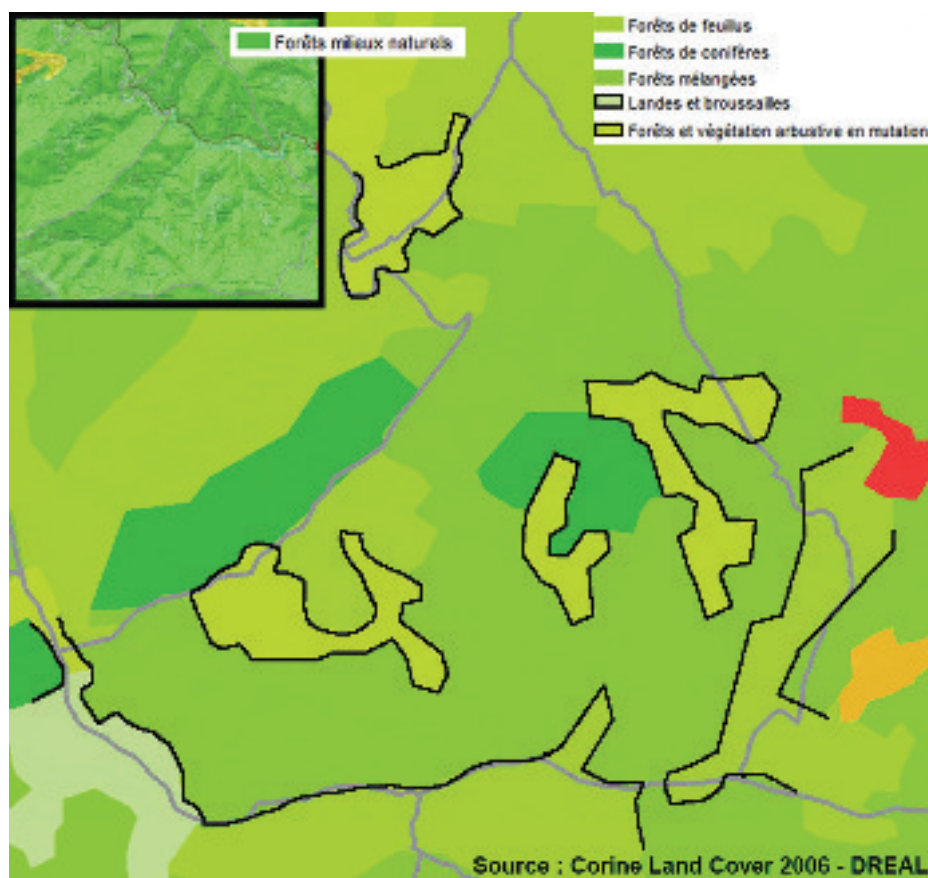 Forêts milieux naturels
Forêts de feuillus
Forêts de conifères
Forêts mélangées
Landes et broussailles
Forêts et végétation arbustive en mutation
Source : Corine Land Cover 2006 - DREAL